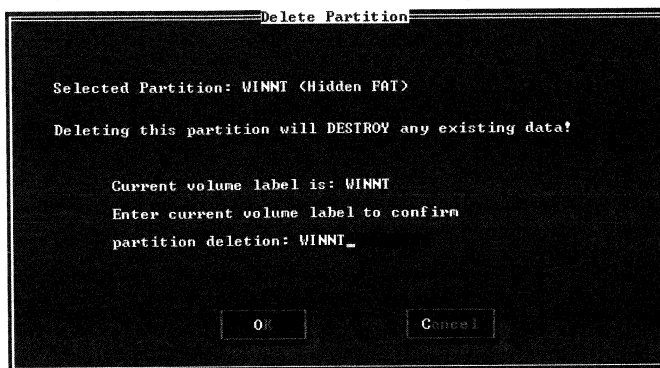 Delete Partition
Selected Partition: WINNT (Hidden FAT)
Deleting this partition will DESTROY any existing data!
Current volume label is: WINNT
Enter current volume label to confirm
partition deletion: WINNT_
OK
Cancel